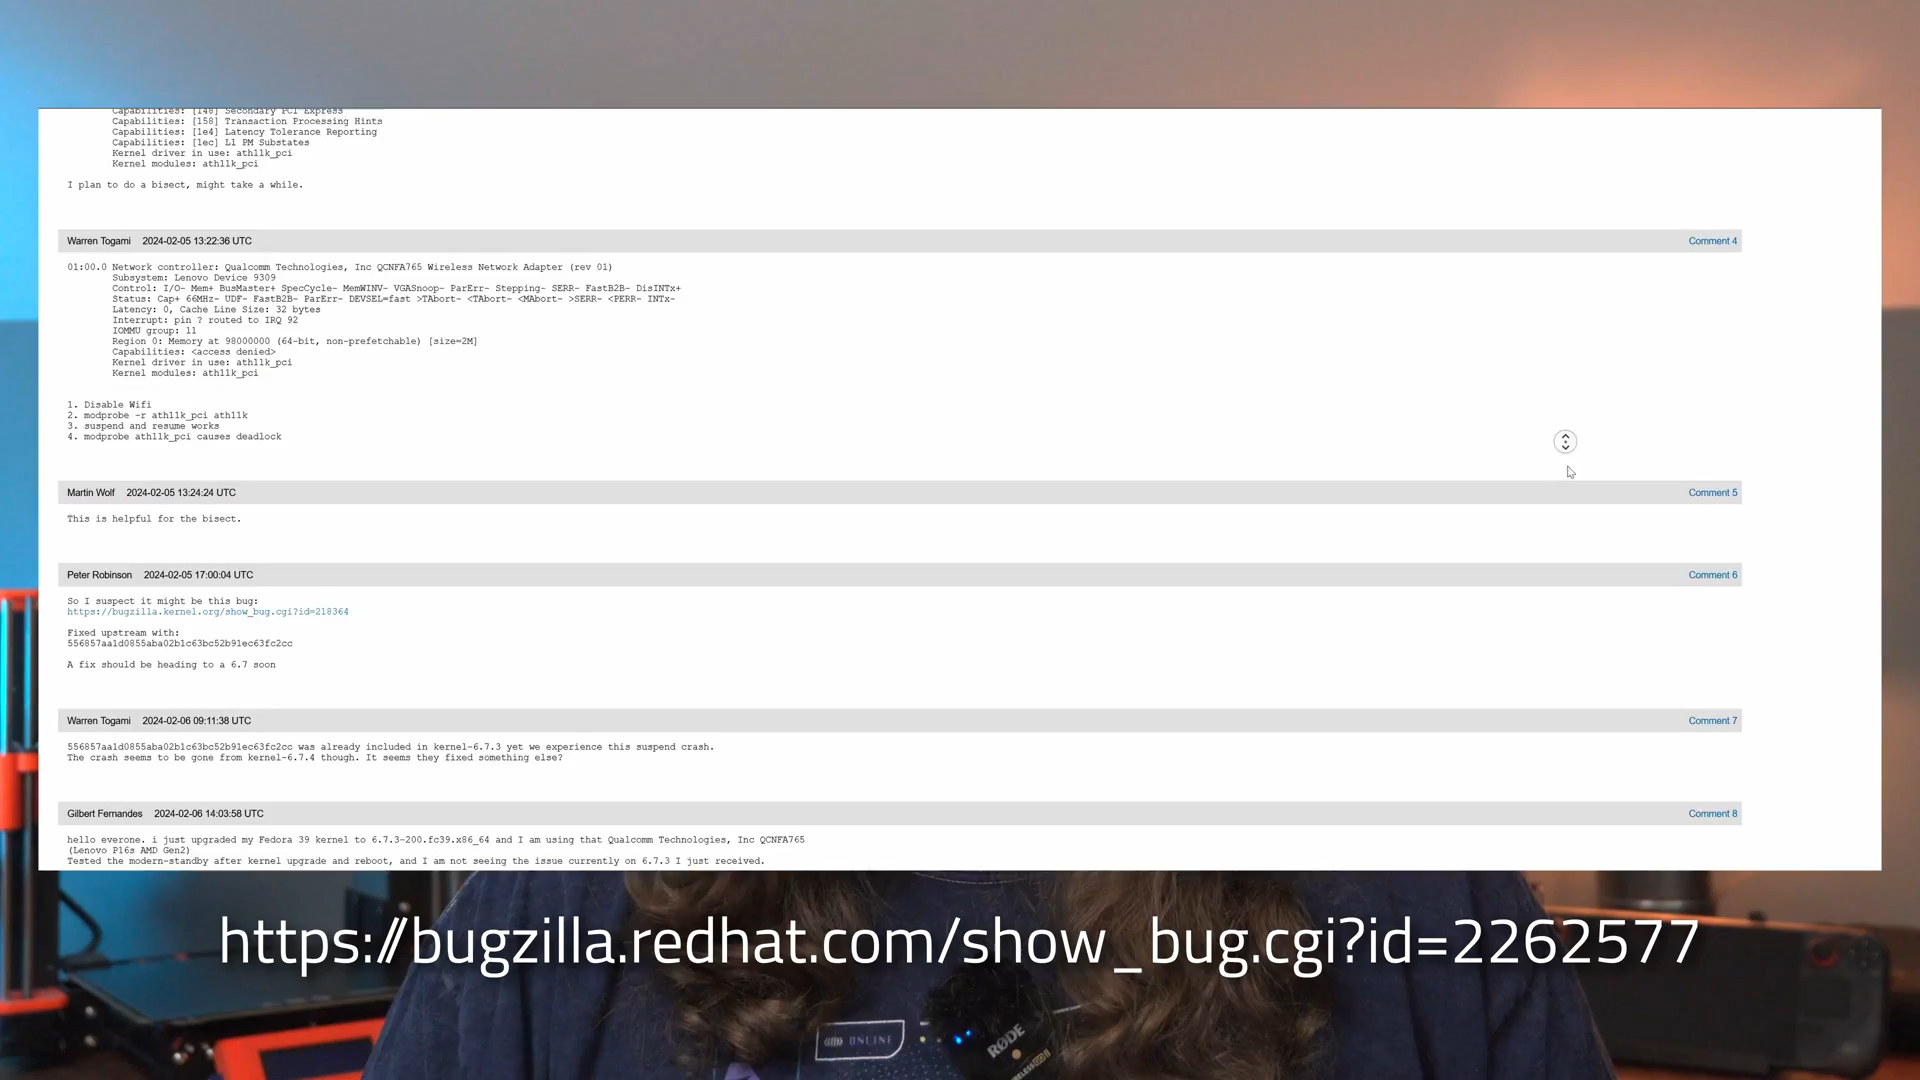 Capabilities: [148] Secondary PCI Express
Capabilities: [158] Transaction Processing Hints
Capabilities: [1e4] Latency Tolerance Reporting
Capabilities: [1ec] L1 PM Substates
Kernel driver in use: ath11k_pci
Kernel modules: ath11k_pci
I plan to do a bisect, might take a while.
Warren Togami 2024-02-05 13:22:36 UTC Comment 4
01:00.0 Network controller: Qualcomm Technologies, Inc QCNFA765 Wireless Network Adapter (rev 01)
Subsystem: Lenovo Device 9309
Control: I/O- Mem+ BusMaster+ SpecCycle- MemWINV- VGASnoop- ParErr- Stepping- SERR- FastB2B- DisINTx+
Status: Cap+ 66MHz- UDF- FastB2B- ParErr- DEVSEL=fast >TAbort- <TAbort- <MAbort- >SERR- <PERR- INTx-
Latency: 0, Cache Line Size: 32 bytes
Interrupt: pin ? routed to IRQ 92
IOMMU group: 11
Region 0: Memory at 98000000 (64-bit, non-prefetchable) [size=2M]
Capabilities: <access denied>
Kernel driver in use: ath11k_pci
Kernel modules: ath11k_pci
1. Disable Wifi
2. modprobe -r ath11k_pci ath11k
3. suspend and resume works
4. modprobe ath11k_pci causes deadlock
Martin Wolf 2024-02-05 13:24:24 UTC Comment 5
This is helpful for the bisect.
Peter Robinson 2024-02-05 17:00:04 UTC Comment 6
So I suspect it might be this bug:
https://bugzilla.kernel.org/show_bug.cgi?id=218364
Fixed upstream with:
556857aa1d0855aba02b1c63bc52b91ec63fc2cc
A fix should be heading to a 6.7 soon
Warren Togami 2024-02-06 09:11:38 UTC Comment 7
556857aa1d0855aba02b1c63bc52b91ec63fc2cc was already included in kernel-6.7.3 yet we experience this suspend crash.
The crash seems to be gone from kernel-6.7.4 though. It seems they fixed something else?
Gilbert Fernandes 2024-02-06 14:03:58 UTC Comment 8
hello everone. i just upgraded my Fedora 39 kernel to 6.7.3-200.fc39.x86_64 and I am using that Qualcomm Technologies, Inc QCNFA765
(Lenovo P16s AMD Gen2)
Tested the modern-standby after kernel upgrade and reboot, and I am not seeing the issue currently on 6.7.3 I just received.
https://bugzilla.redhat.com/show_bug.cgi?id=2262577
ONLINE
RØDE